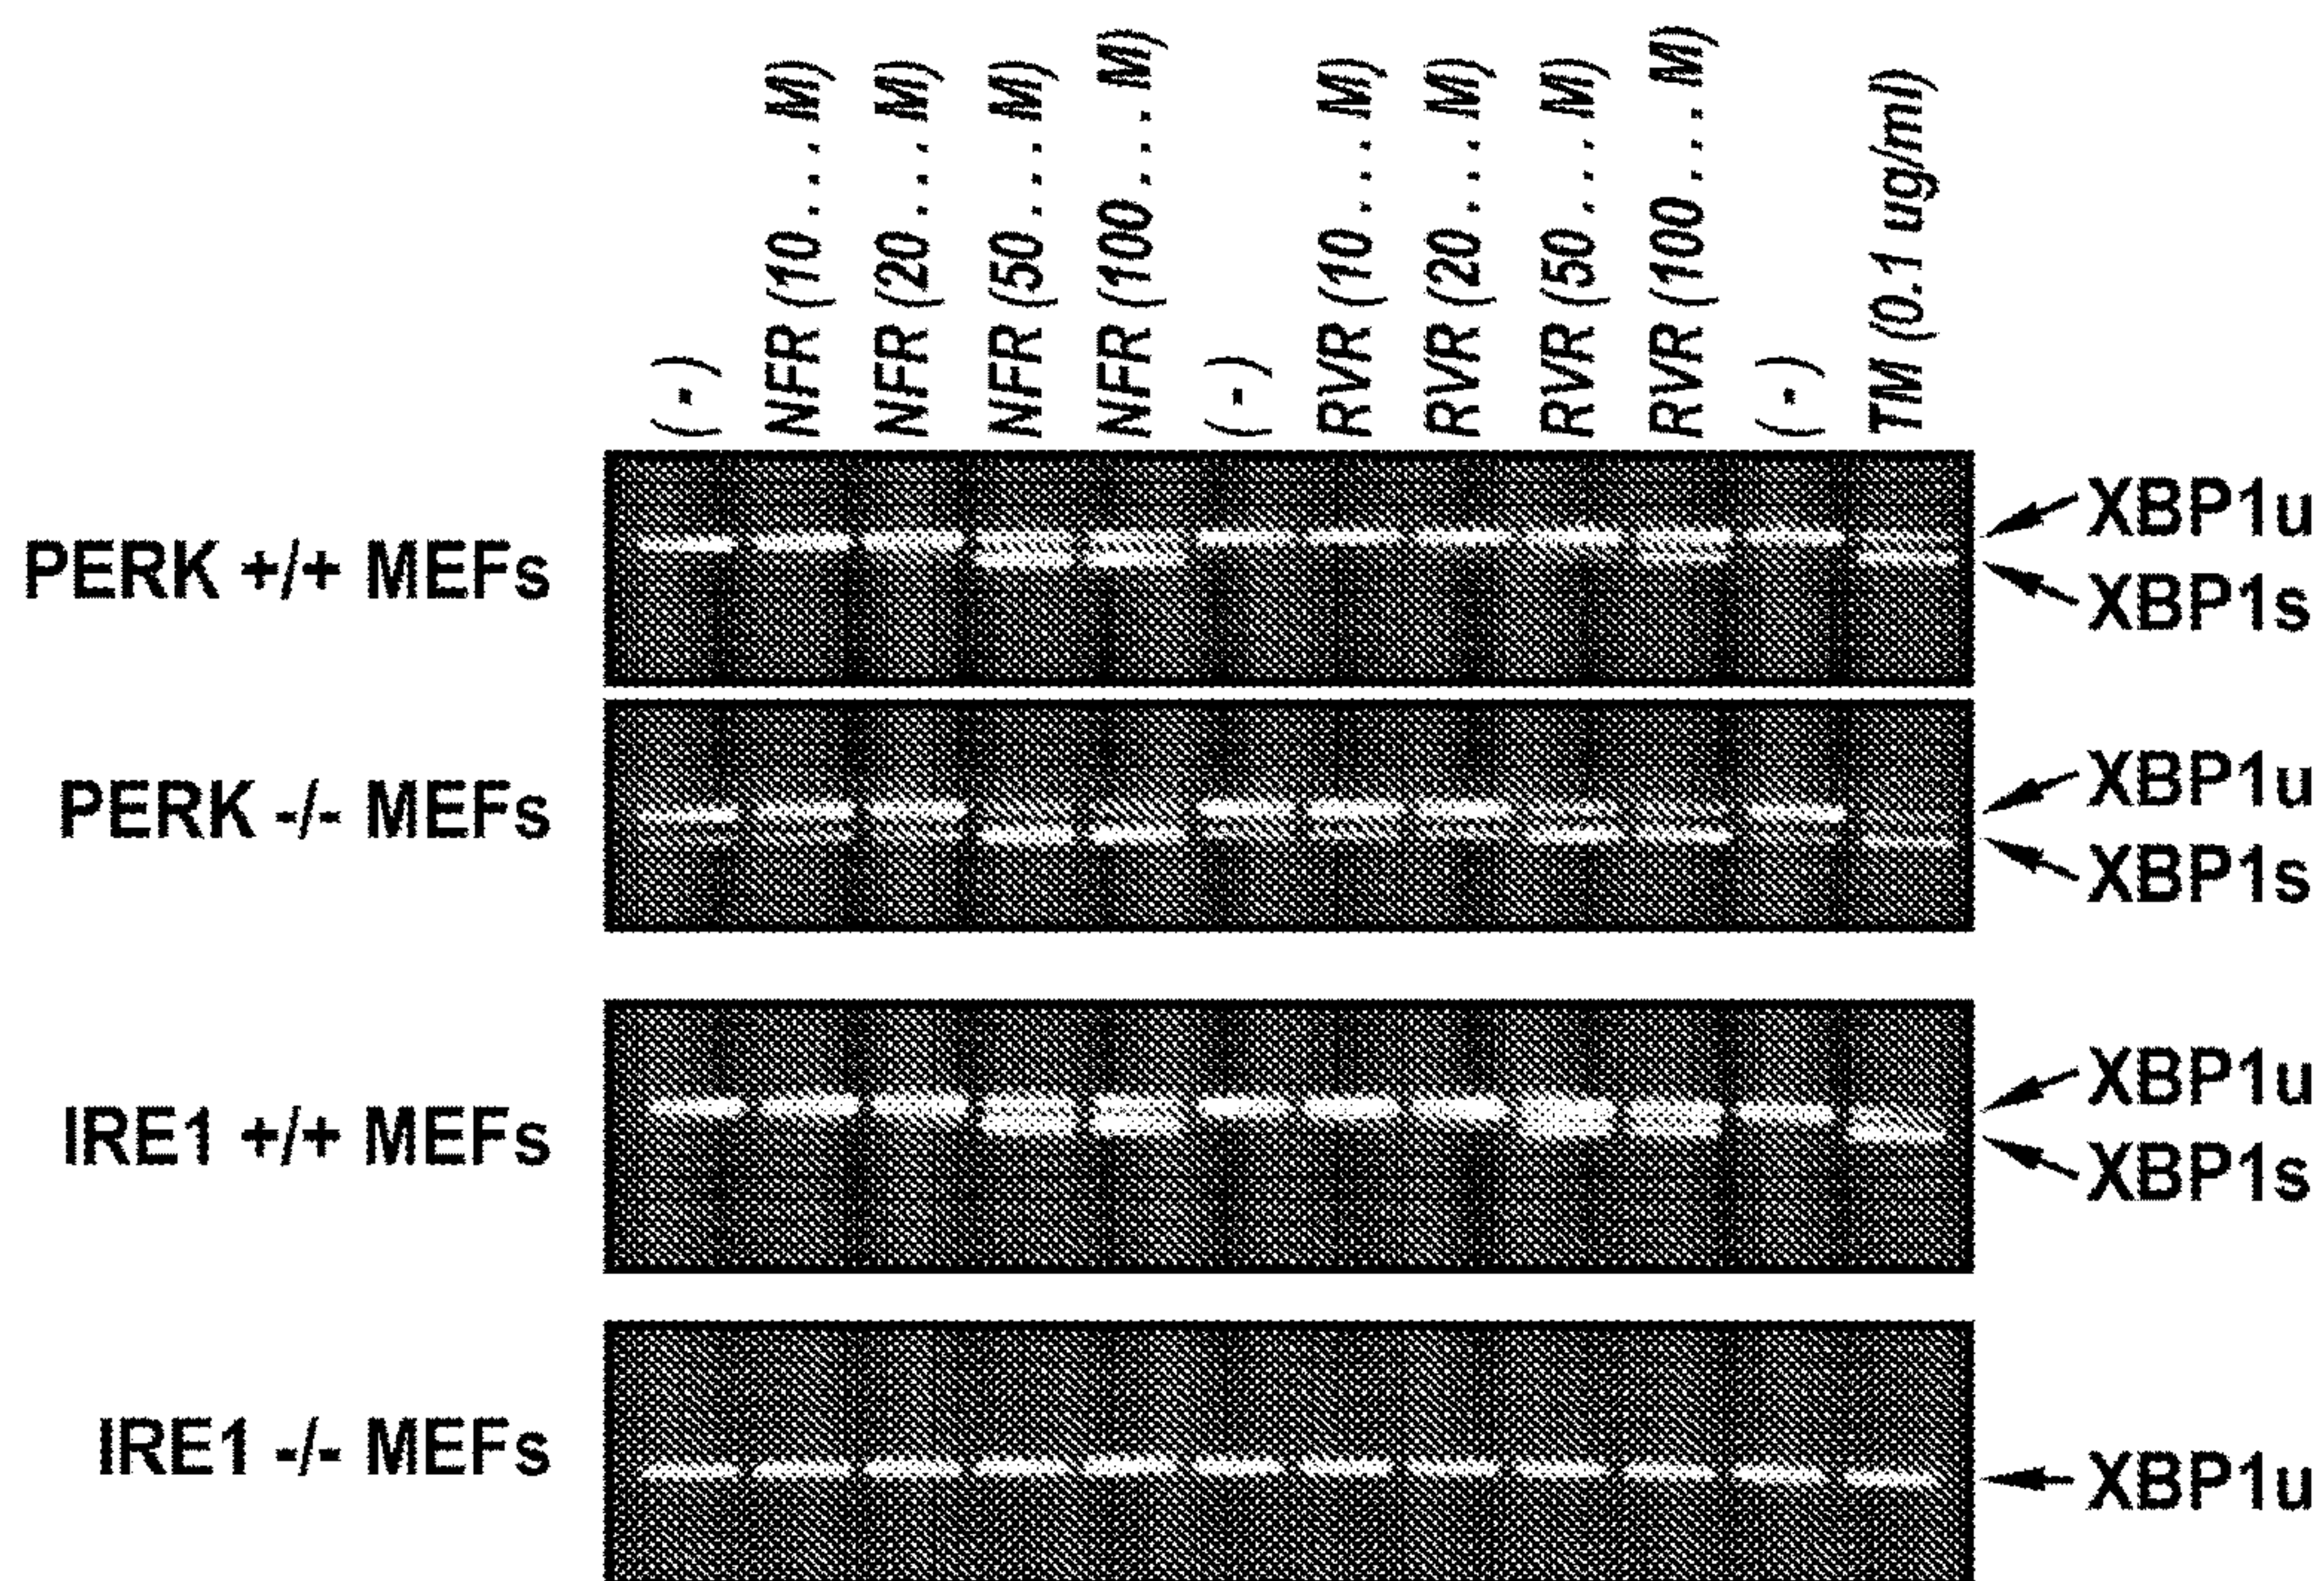 ( - )
NFR (10 . . . M)
NFR (20 . . . M)
NFR (50 . . . M)
NFR (100 . . . M)
( - )
RVR (10 . . . M)
RVR (20 . . . M)
RVR (50 . . . M)
RVR (100 . . . M)
( - )
TM (0.1 ug/ml)
PERK +/+ MEFs
XBP1u
XBP1s
PERK -/- MEFs
XBP1u
XBP1s
IRE1 +/+ MEFs
XBP1u
XBP1s
IRE1 -/- MEFs
XBP1u